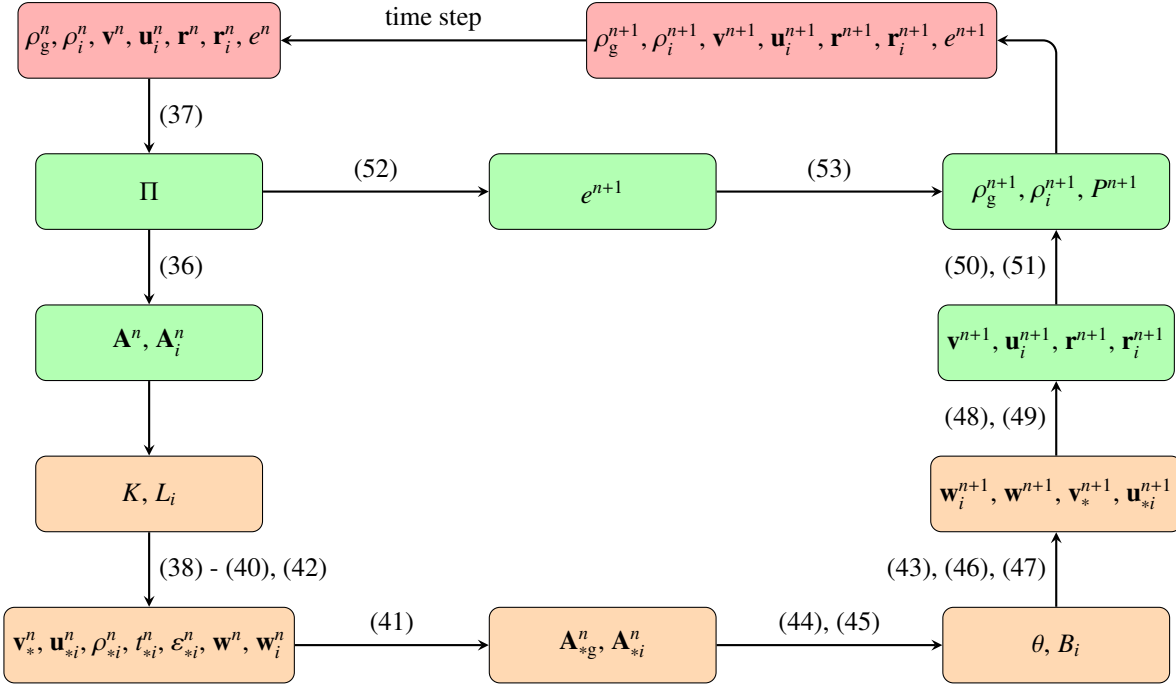 time step
ρ_g^n, ρ_i^n, v^n, u_i^n, r^n, r_i^n, e^n
ρ_g^{n+1}, ρ_i^{n+1}, v^{n+1}, u_i^{n+1}, r^{n+1}, r_i^{n+1}, e^{n+1}
(37)
(52)
(53)
Π
e^{n+1}
ρ_g^{n+1}, ρ_i^{n+1}, P^{n+1}
(36)
(50), (51)
A^n, A_i^n
v^{n+1}, u_i^{n+1}, r^{n+1}, r_i^{n+1}
(48), (49)
K, L_i
w_i^{n+1}, w^{n+1}, v_*^{n+1}, u_{*i}^{n+1}
(38) - (40), (42)
(43), (46), (47)
(41)
(44), (45)
v_*^n, u_{*i}^n, ρ_{*i}^n, t_{*i}^n, ε_{*i}^n, w^n, w_i^n
A_{*g}^n, A_{*i}^n
θ, B_i